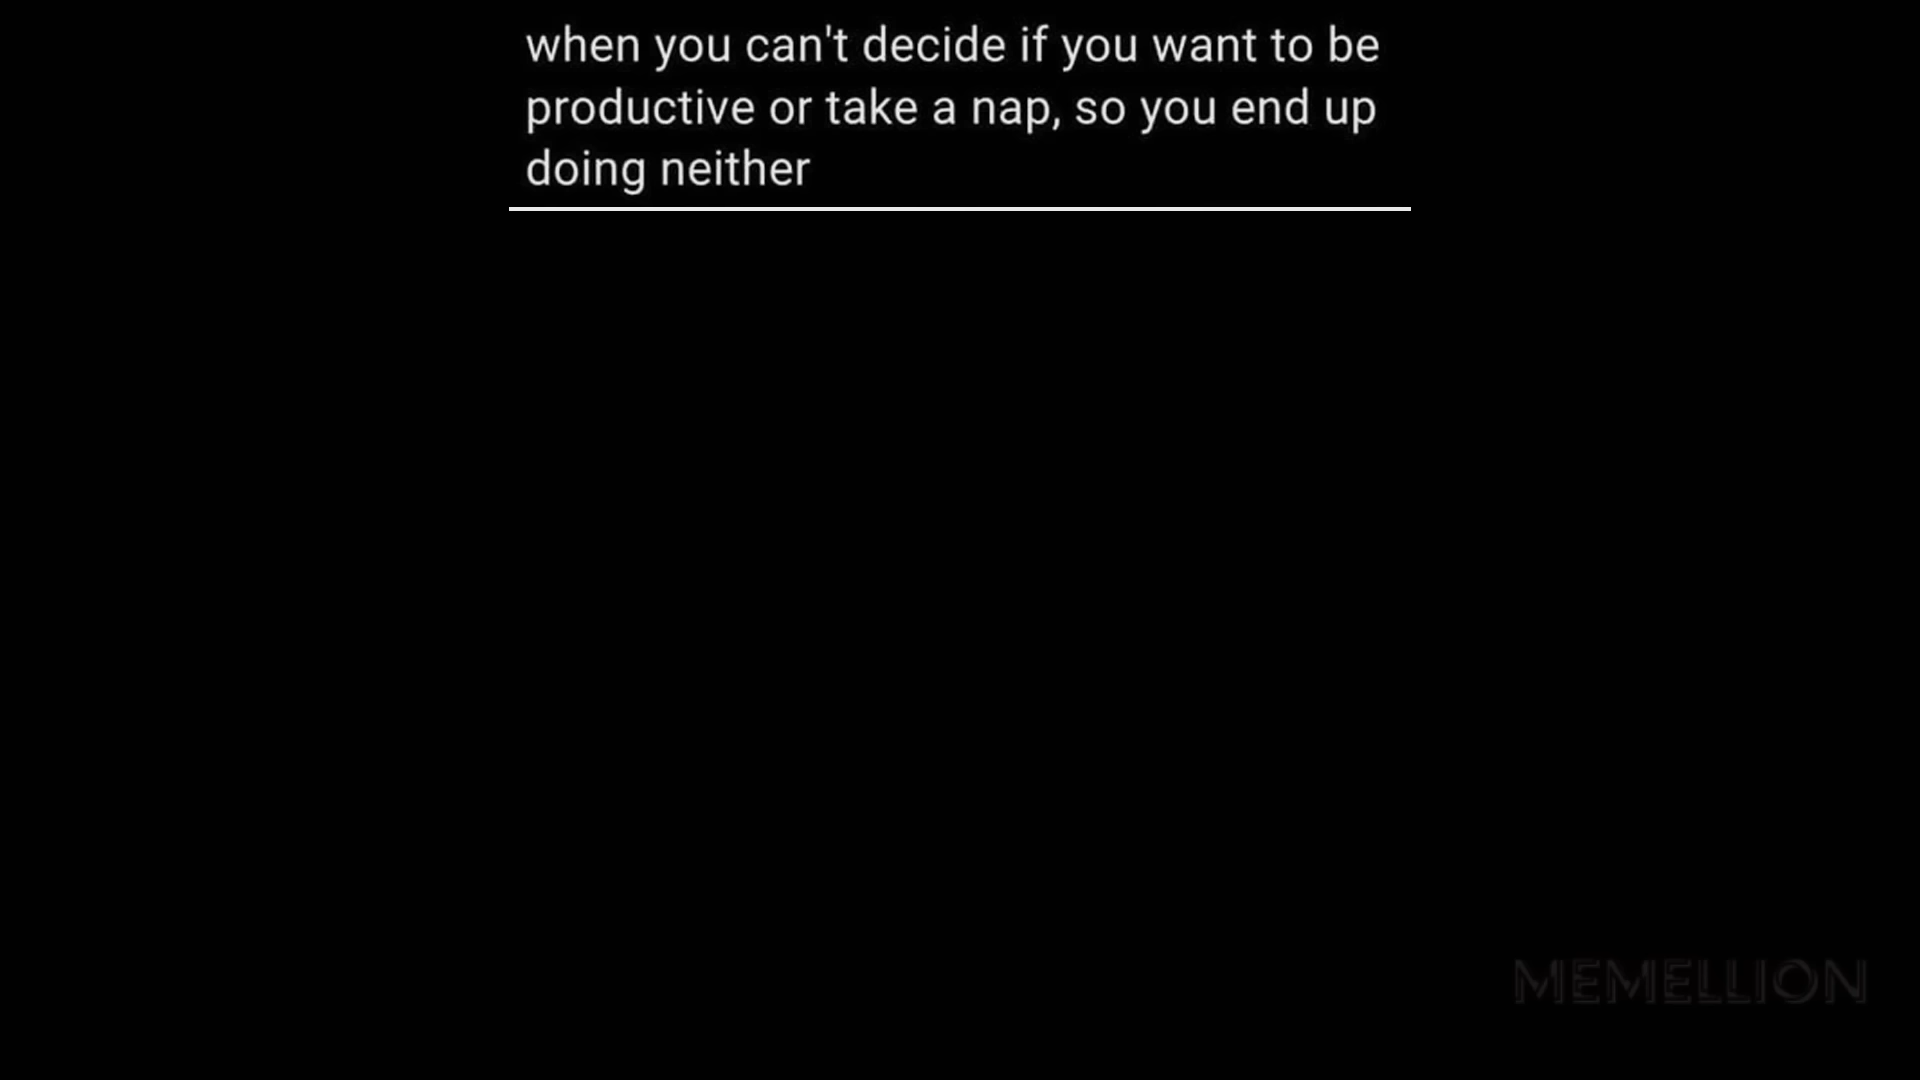 when you can't decide if you want to be
productive or take a nap, so you end up
doing neither
MEMELLION